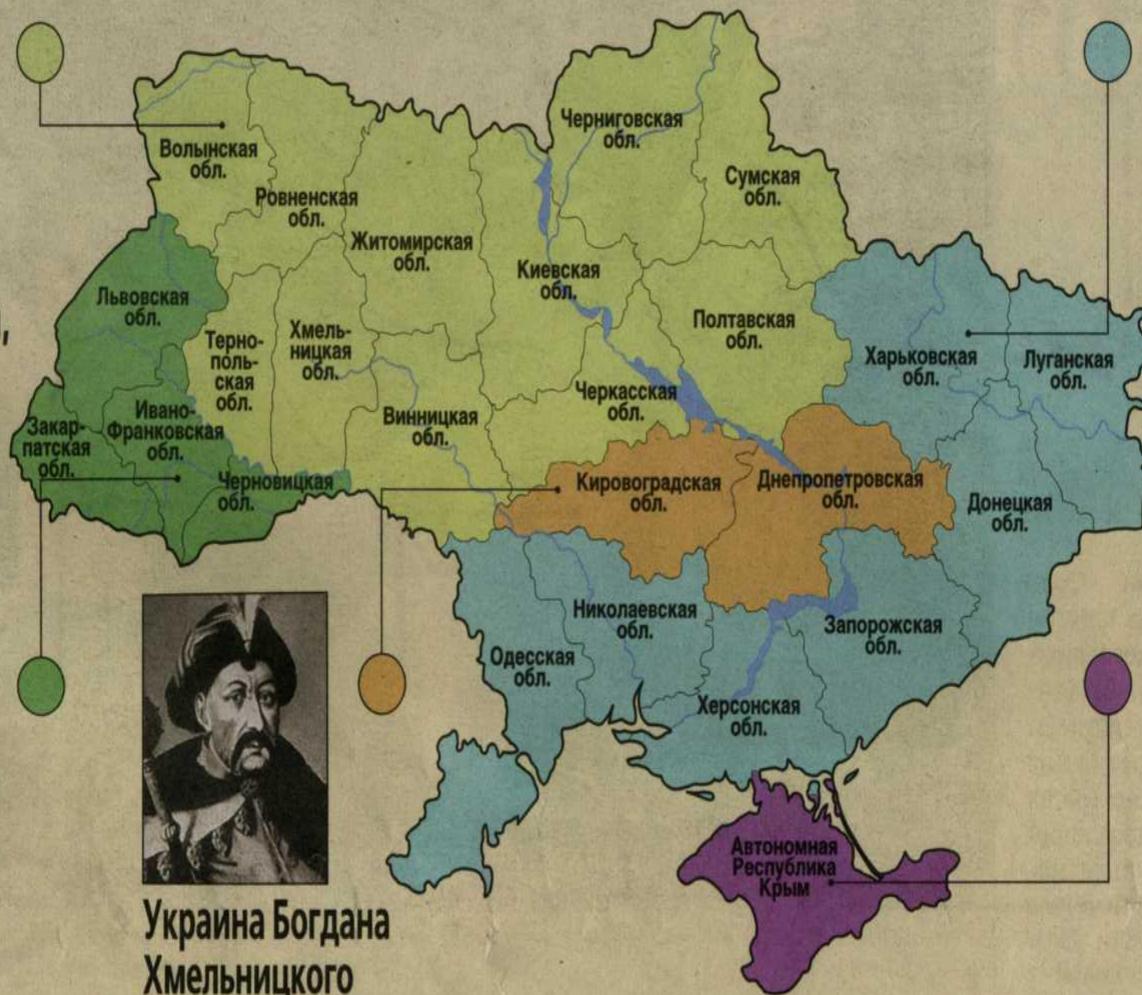 Волынская
обл.
Ровненская
обл.
Житомирская
обл.
Черниговская
обл.
Сумская
обл.
Киевская
обл.
Львовская
обл.
Терно-
поль-
ская
обл.
Хмель-
ницкая
обл.
Винницкая
обл.
Черкасская
обл.
Полтавская
обл.
Харьковская
обл.
Луганская
обл.
Закар-
патская
обл.
Ивано-
Франковская
обл.
Черновицкая
обл.
Кировоградская
обл.
Днепропетровская
обл.
Донецкая
обл.
Одесская
обл.
Николаевская
обл.
Запорожская
обл.
Херсонская
обл.
Автономная
Республика
Крым
Украина Богдана
Хмельницкого